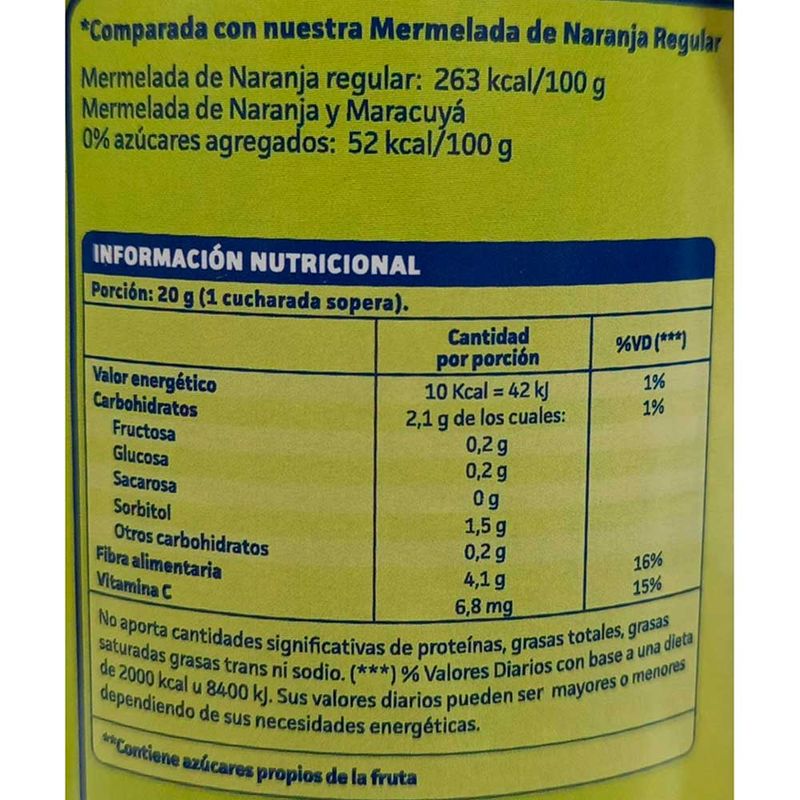 *Comparada con nuestra Mermelada de Naranja Regular
Mermelada de Naranja regular: 263 kcal/100 g
Mermelada de Naranja y Maracuyá
0% azúcares agregados: 52 kcal/100 g
INFORMACIÓN NUTRICIONAL
Porción: 20 g (1 cucharada sopera).
Cantidad por porción %VD (***)
Valor energético 10 Kcal = 42 kJ 1%
Carbohidratos 2,1 g de los cuales: 1%
Fructosa 0,2 g
Glucosa 0,2 g
Sacarosa 0 g
Sorbitol 1,5 g
Otros carbohidratos 0,2 g
Fibra alimentaria 4,1 g 16%
Vitamina C 6,8 mg 15%
No aporta cantidades significativas de proteínas, grasas totales, grasas
saturadas grasas trans ni sodio. (***) % Valores Diarios con base a una dieta
de 2000 kcal u 8400 kJ. Sus valores diarios pueden ser mayores o menores
dependiendo de sus necesidades energéticas.
**Contiene azúcares propios de la fruta